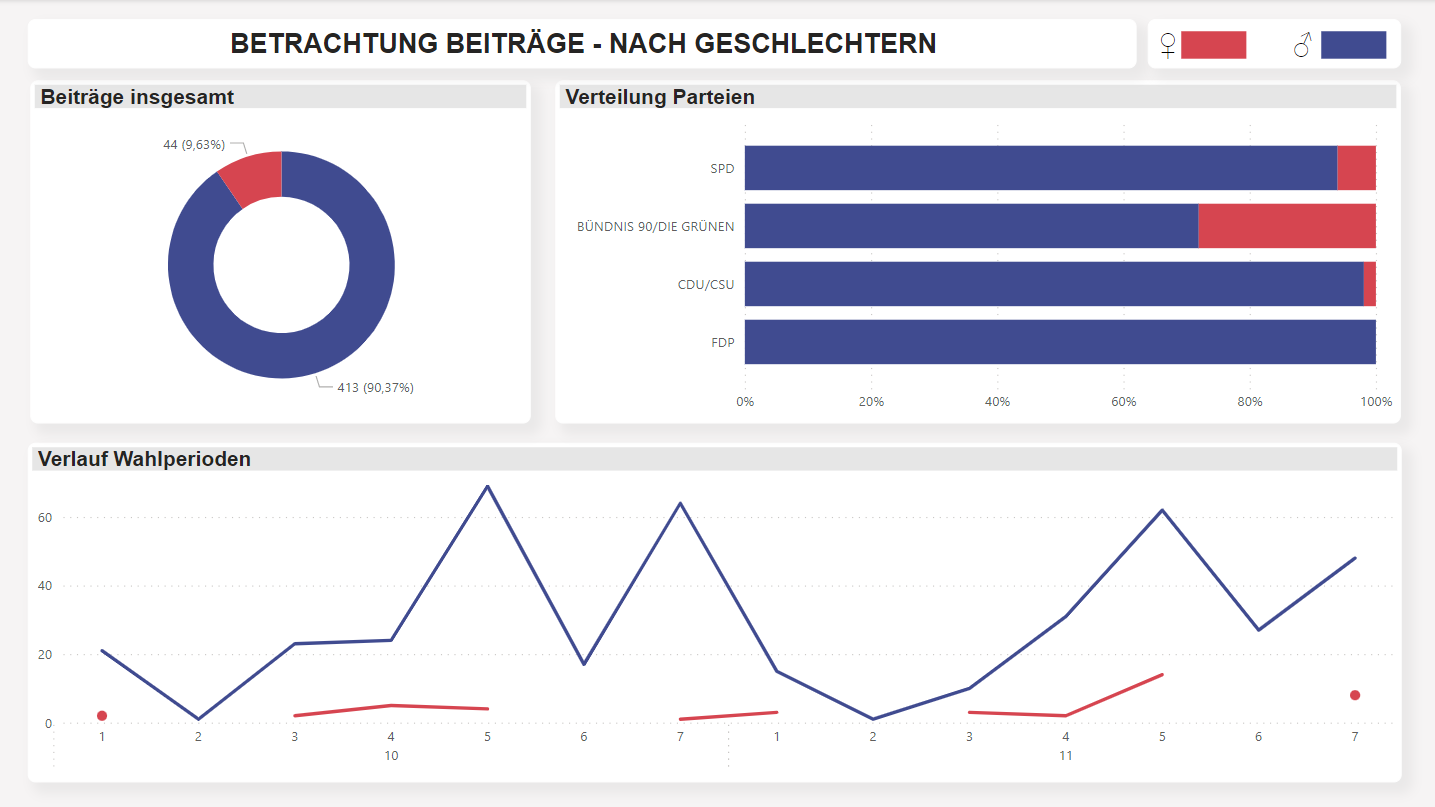 BETRACHTUNG BEITRÄGE - NACH GESCHLECHTERN
♀ ♂
Beiträge insgesamt
44 (9,63%)
413 (90,37%)
Verteilung Parteien
SPD
BÜNDNIS 90/DIE GRÜNEN
CDU/CSU
FDP
0% 20% 40% 60% 80% 100%
Verlauf Wahlperioden
60
40
20
0
1 2 3 4 5 6 7 1 2 3 4 5 6 7
10 11